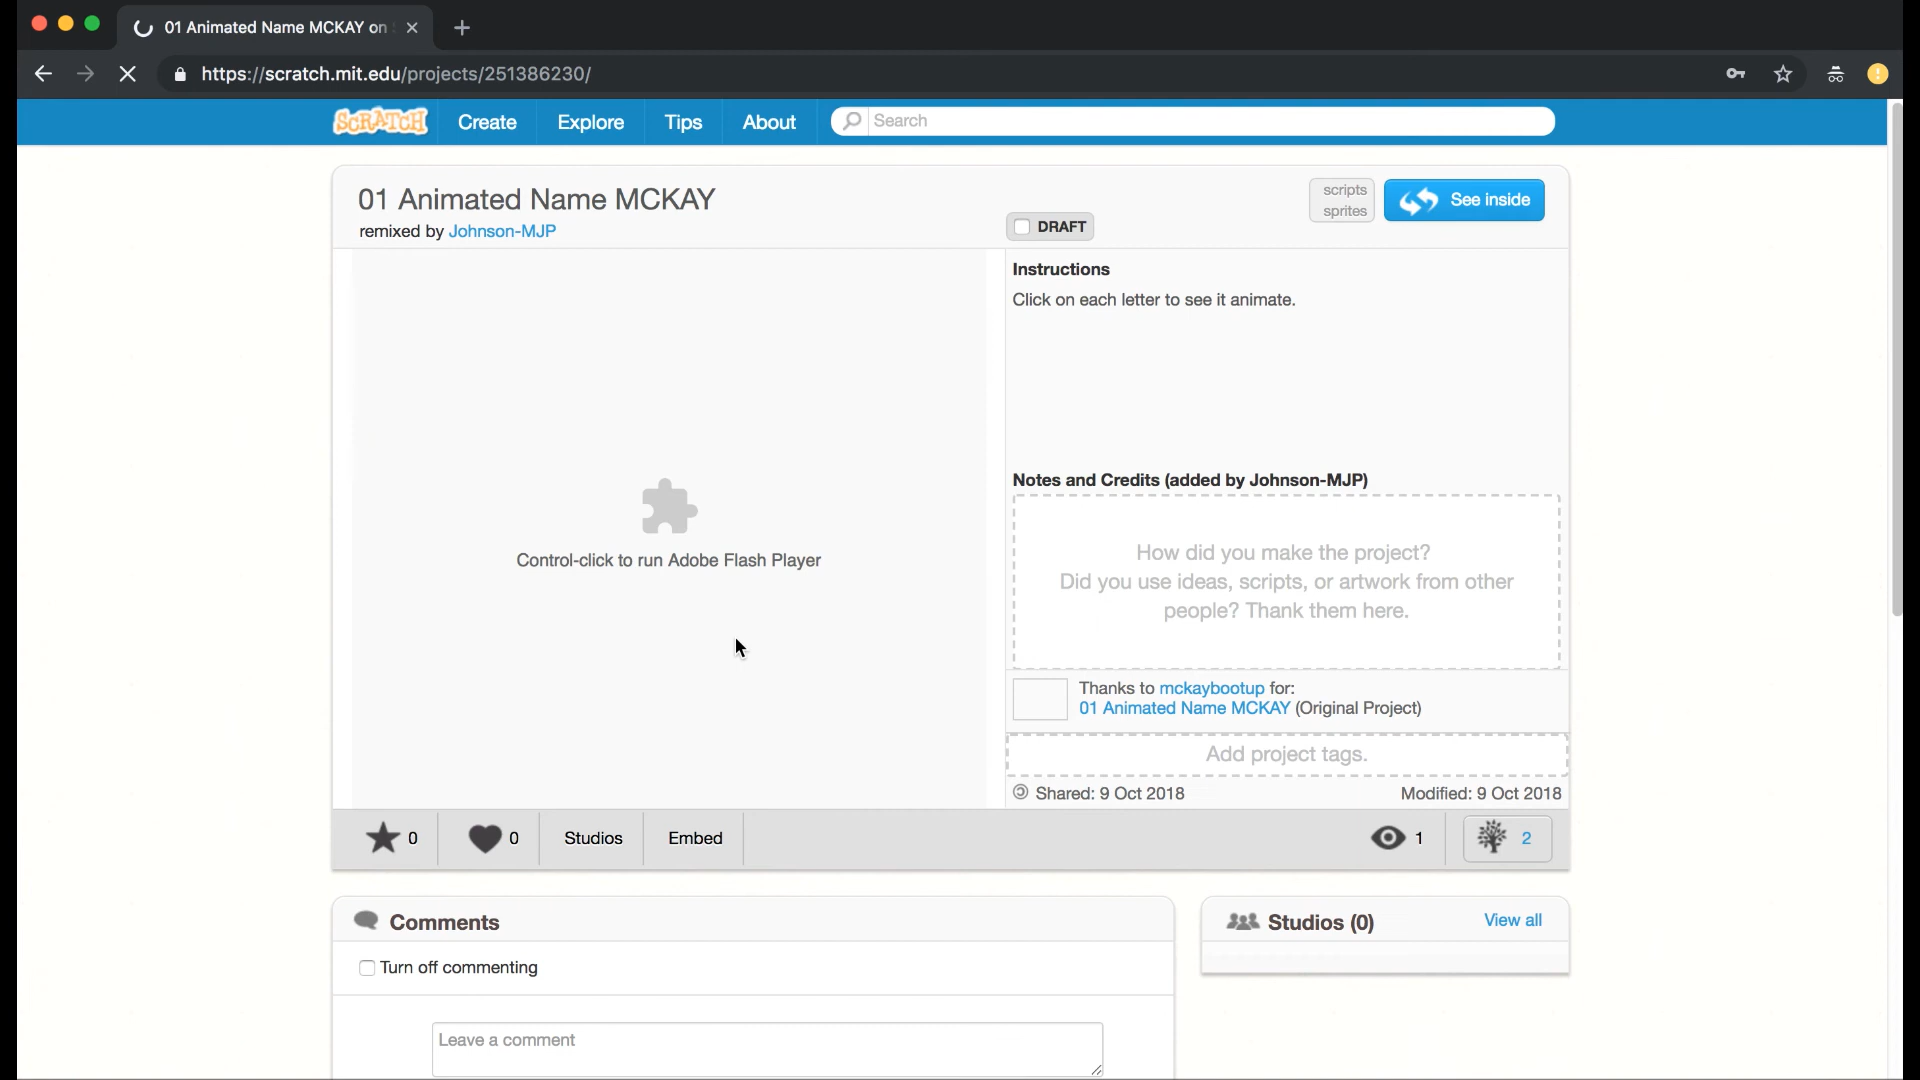 01 Animated Name MCKAY on
https://scratch.mit.edu/projects/251386230/
SCRATCH
Create
Explore
Tips
About
Search
01 Animated Name MCKAY
remixed by Johnson-MJP
DRAFT
scripts
sprites
See inside
Control-click to run Adobe Flash Player
Instructions
Click on each letter to see it animate.
Notes and Credits (added by Johnson-MJP)
How did you make the project?
Did you use ideas, scripts, or artwork from other
people? Thank them here.
Thanks to mckaybootup for:
01 Animated Name MCKAY (Original Project)
Add project tags.
Shared: 9 Oct 2018
Modified: 9 Oct 2018
0
0
Studios
Embed
1
2
Comments
Turn off commenting
Leave a comment
Studios (0)
View all